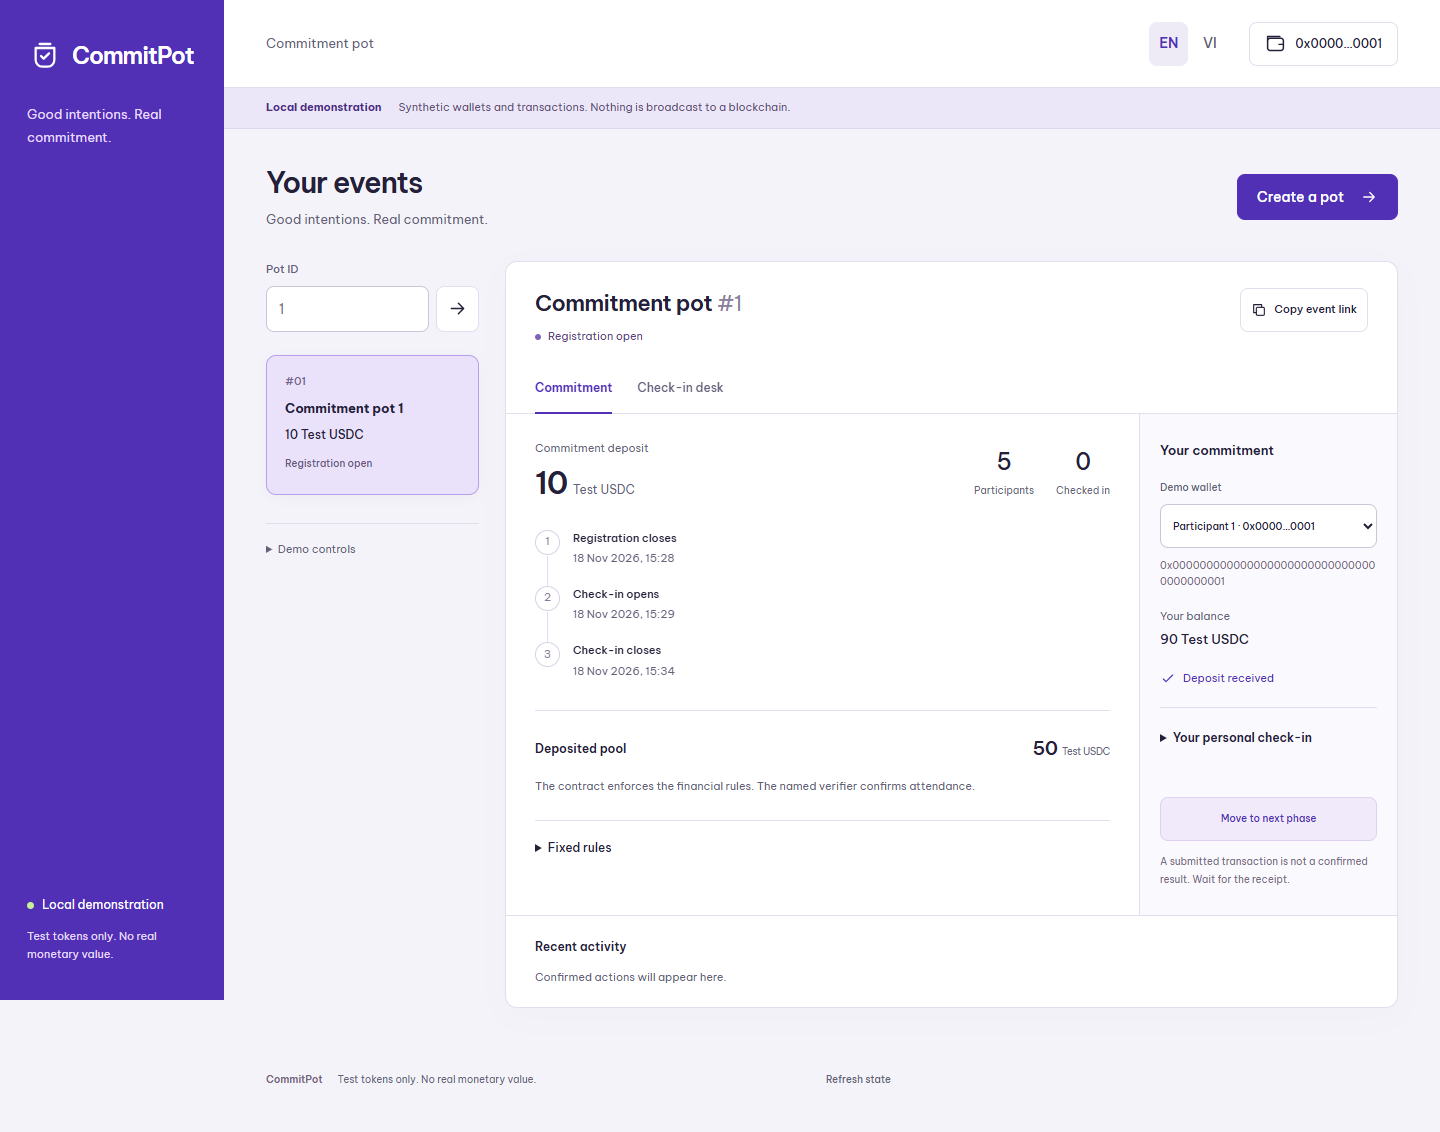 CommitPot
Good intentions. Real
commitment.
Local demonstration
Test tokens only. No real
monetary value.
Commitment pot
EN
VI
0x0000...0001
Local demonstration
Synthetic wallets and transactions. Nothing is broadcast to a blockchain.
Your events
Good intentions. Real commitment.
Create a pot
Pot ID
1
#01
Commitment pot 1
10 Test USDC
Registration open
Demo controls
Commitment pot #1
Registration open
Copy event link
Commitment
Check-in desk
Commitment deposit
10 Test USDC
5
Participants
0
Checked in
1
Registration closes
18 Nov 2026, 15:28
2
Check-in opens
18 Nov 2026, 15:29
3
Check-in closes
18 Nov 2026, 15:34
Deposited pool
50 Test USDC
The contract enforces the financial rules. The named verifier confirms attendance.
Fixed rules
Your commitment
Demo wallet
Participant 1 · 0x0000...0001
0x000000000000000000000000000000
0000000001
Your balance
90 Test USDC
Deposit received
Your personal check-in
Move to next phase
A submitted transaction is not a confirmed
result. Wait for the receipt.
Recent activity
Confirmed actions will appear here.
CommitPot
Test tokens only. No real monetary value.
Refresh state